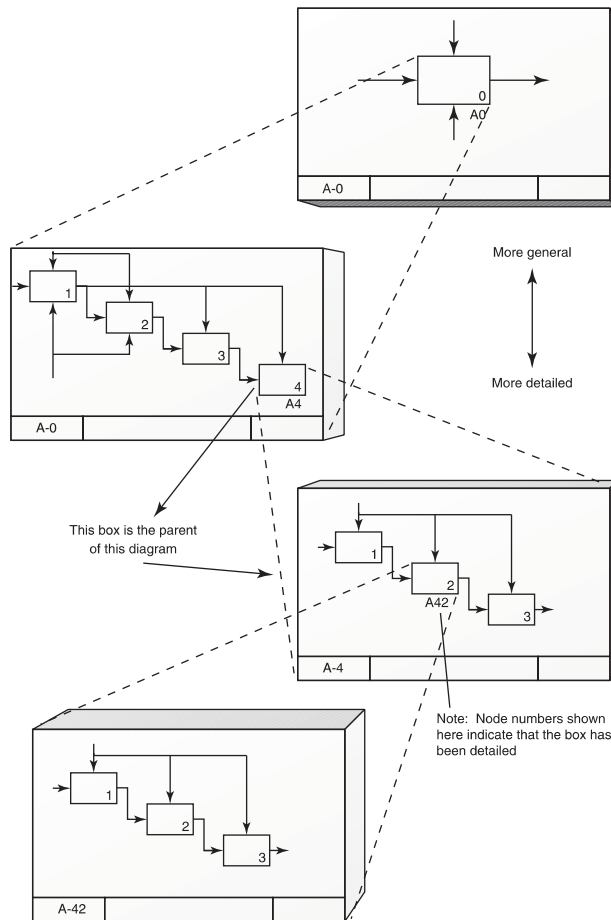 0
A0
A-0
More general
More detailed
1
2
3
4
A4
A-0
This box is the parent
of this diagram
1
2
A42
3
A-4
Note: Node numbers shown
here indicate that the box has
been detailed
1
2
3
A-42